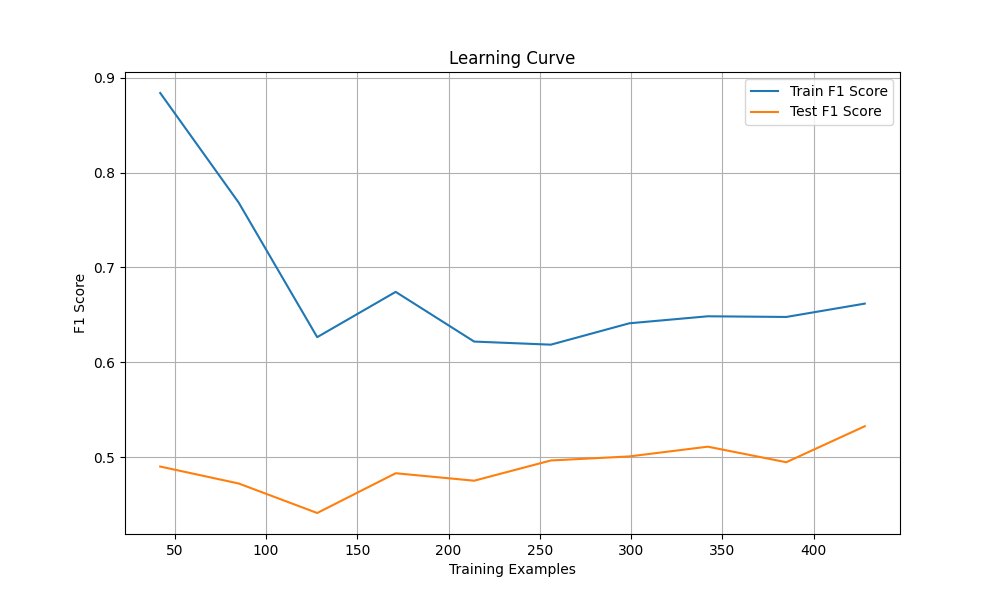 Learning Curve
Train F1 Score
Test F1 Score
F1 Score
0.9
0.8
0.7
0.6
0.5
50 100 150 200 250 300 350 400
Training Examples